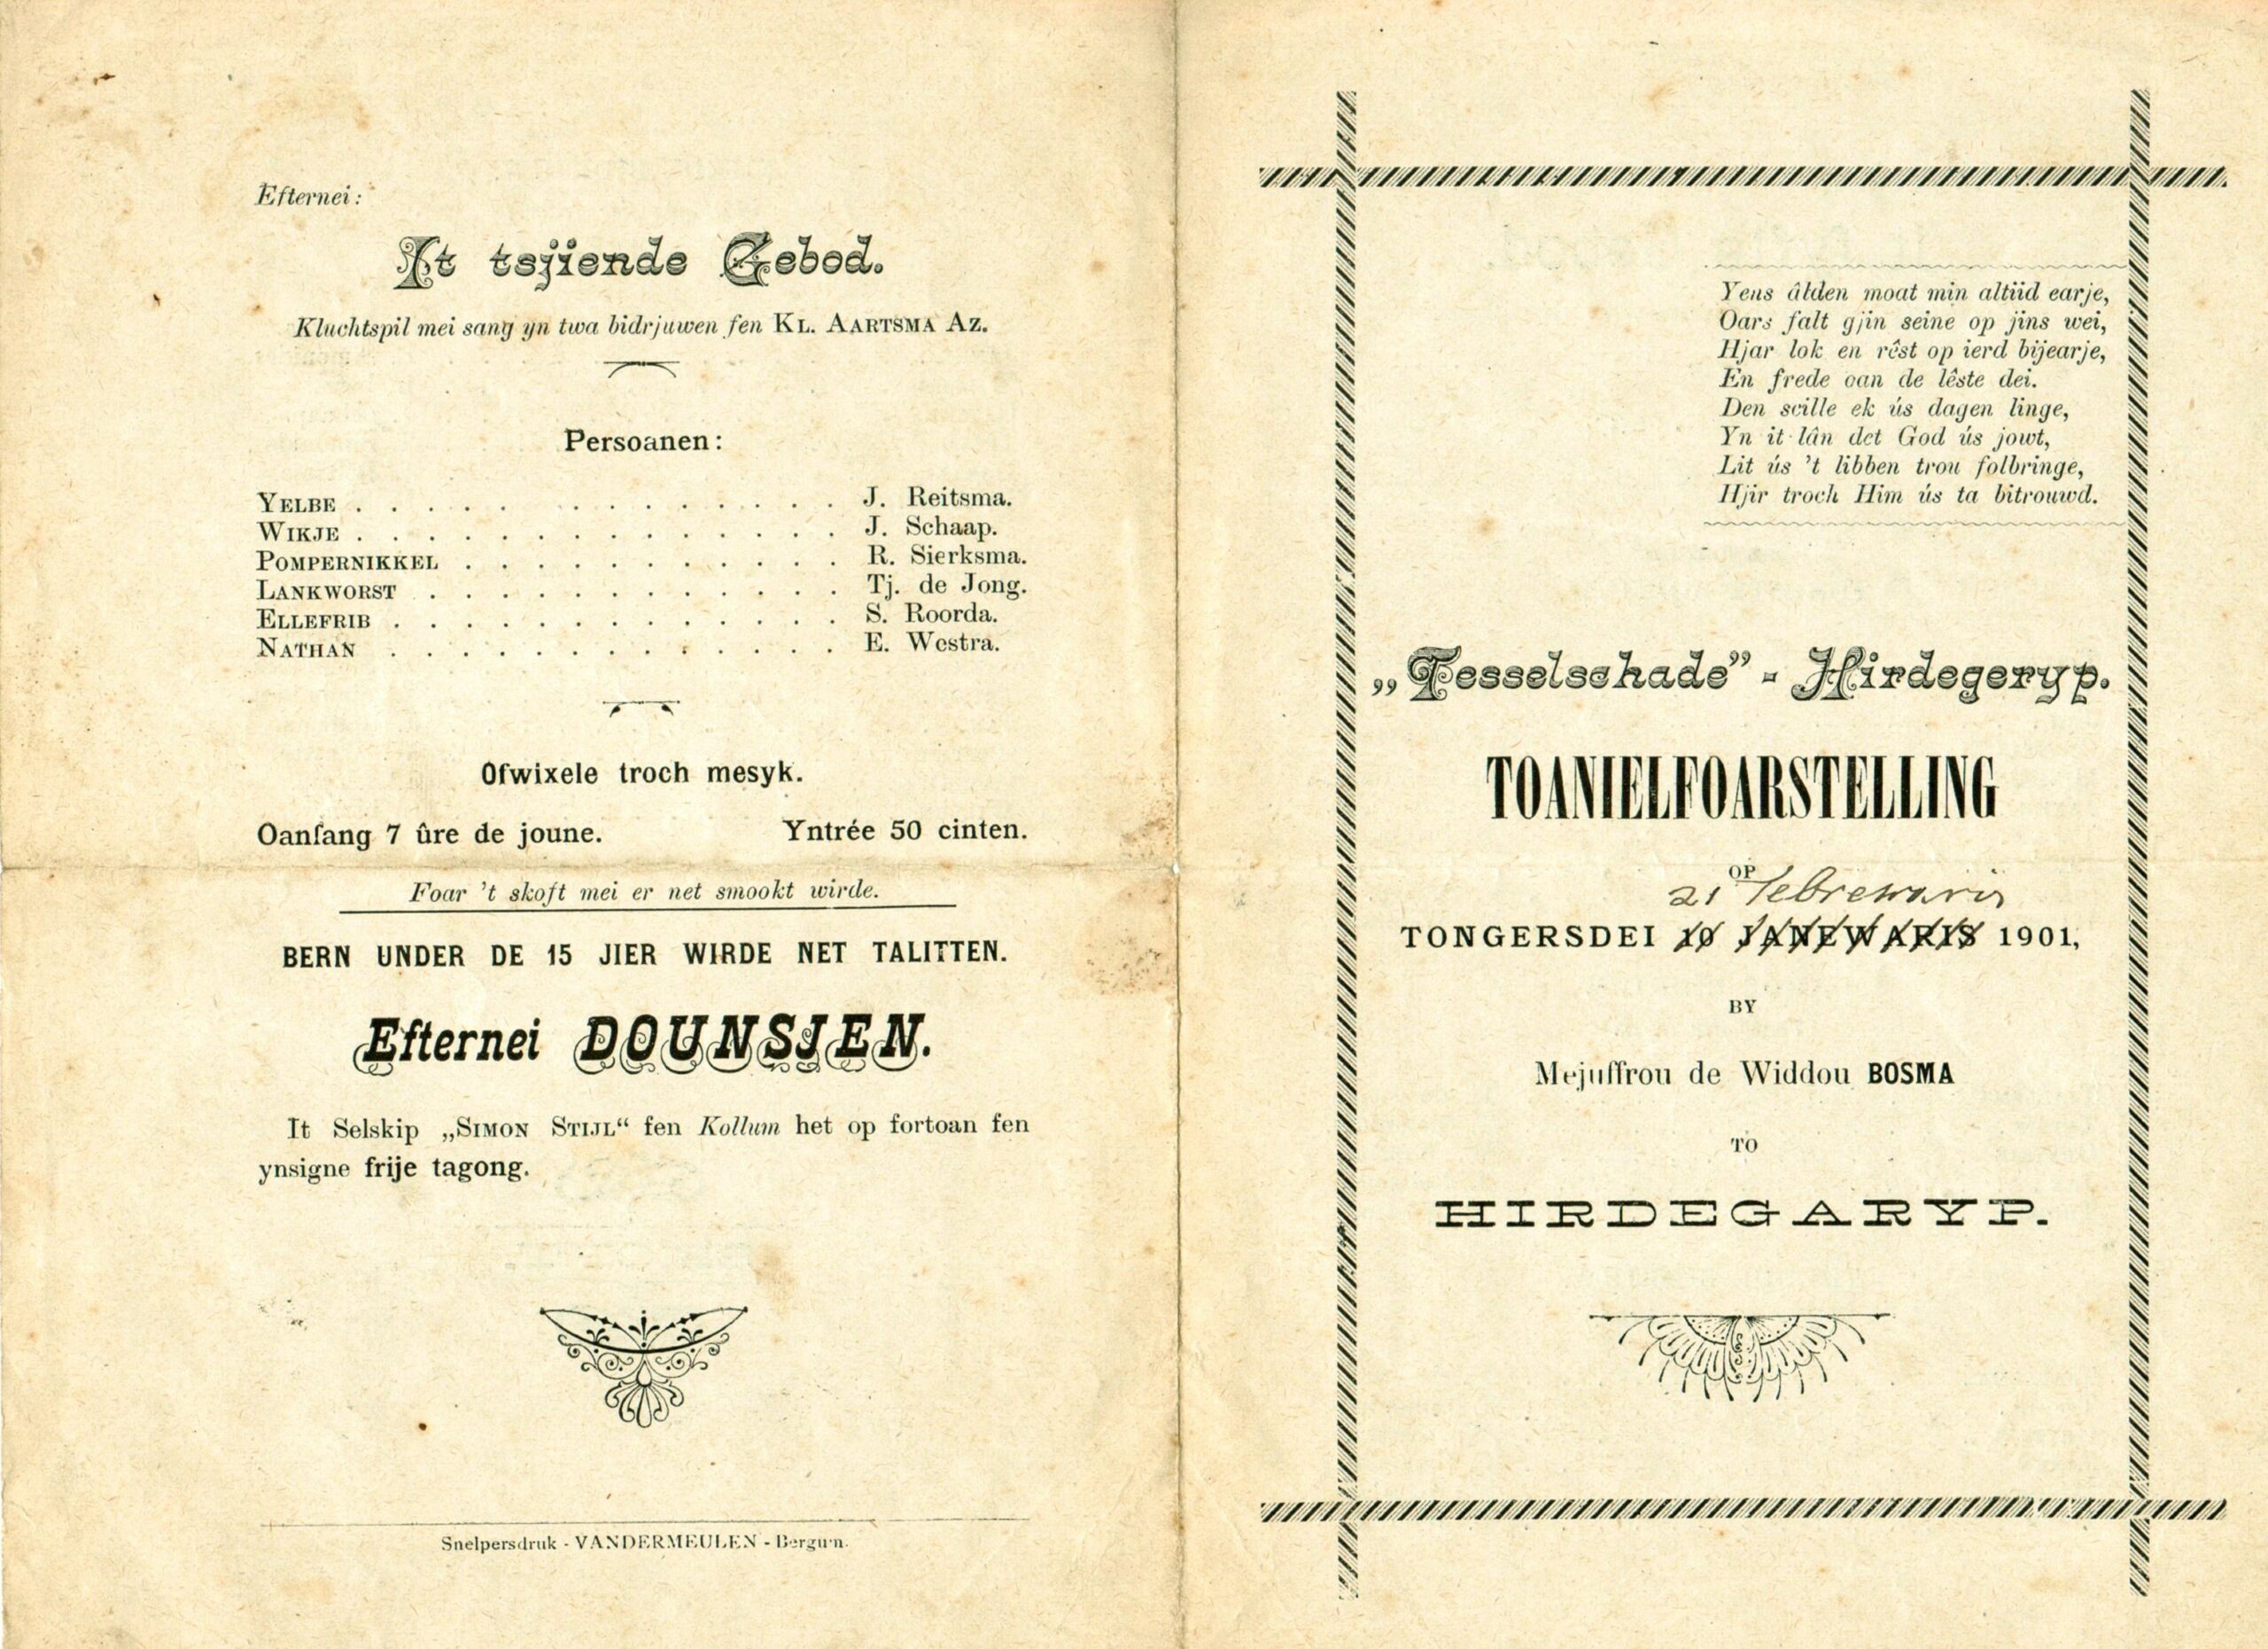 Efternei:
It tsjiende Gebod.
Kluchtspil mei sang yn twa bidrjuwen fen KL. AARTSMA AZ.
Persoanen:
YELBE . . . . . . . . . . . . . . J. Reitsma.
WIKJE . . . . . . . . . . . . . . J. Schaap.
POMPERNIKKEL . . . . . . . . . . . R. Sierksma.
LANKWORST . . . . . . . . . . . . Tj. de Jong.
ELLEFRIB . . . . . . . . . . . . . S. Roorda.
NATHAN . . . . . . . . . . . . . E. Westra.
Ofwixele troch mesyk.
Oanfang 7 ûre de joune. Yntrée 50 cinten.
Foar 't skoft mei er net smookt wirde.
BERN UNDER DE 15 JIER WIRDE NET TALITTEN.
Efternei DOUNSJEN.
It Selskip „SIMON STIJL“ fen Kollum het op fortoan fen
ynsigne frije tagong.
Snelpersdruk - VANDERMEULEN - Bergum.
Yens âlden moat min altiid earje,
Oars falt gjin seine op jins wei,
Hjar lok en rêst op ierd bijearje,
En frede oan de lêste dei.
Den scille ek ús dagen linge,
Yn it lân det God ús jowt,
Lit ús 't libben trou folbringe,
Hjir troch Him ús ta bitrouwd.
„Tesselschade” - Hirdegeryp.
TOANIELFOARSTELLING
OP
21 Febrewaris
TONGERSDEI 10 JANEWARIS 1901,
BY
Mejuffrou de Widdou BOSMA
TO
HIRDEGARYP.